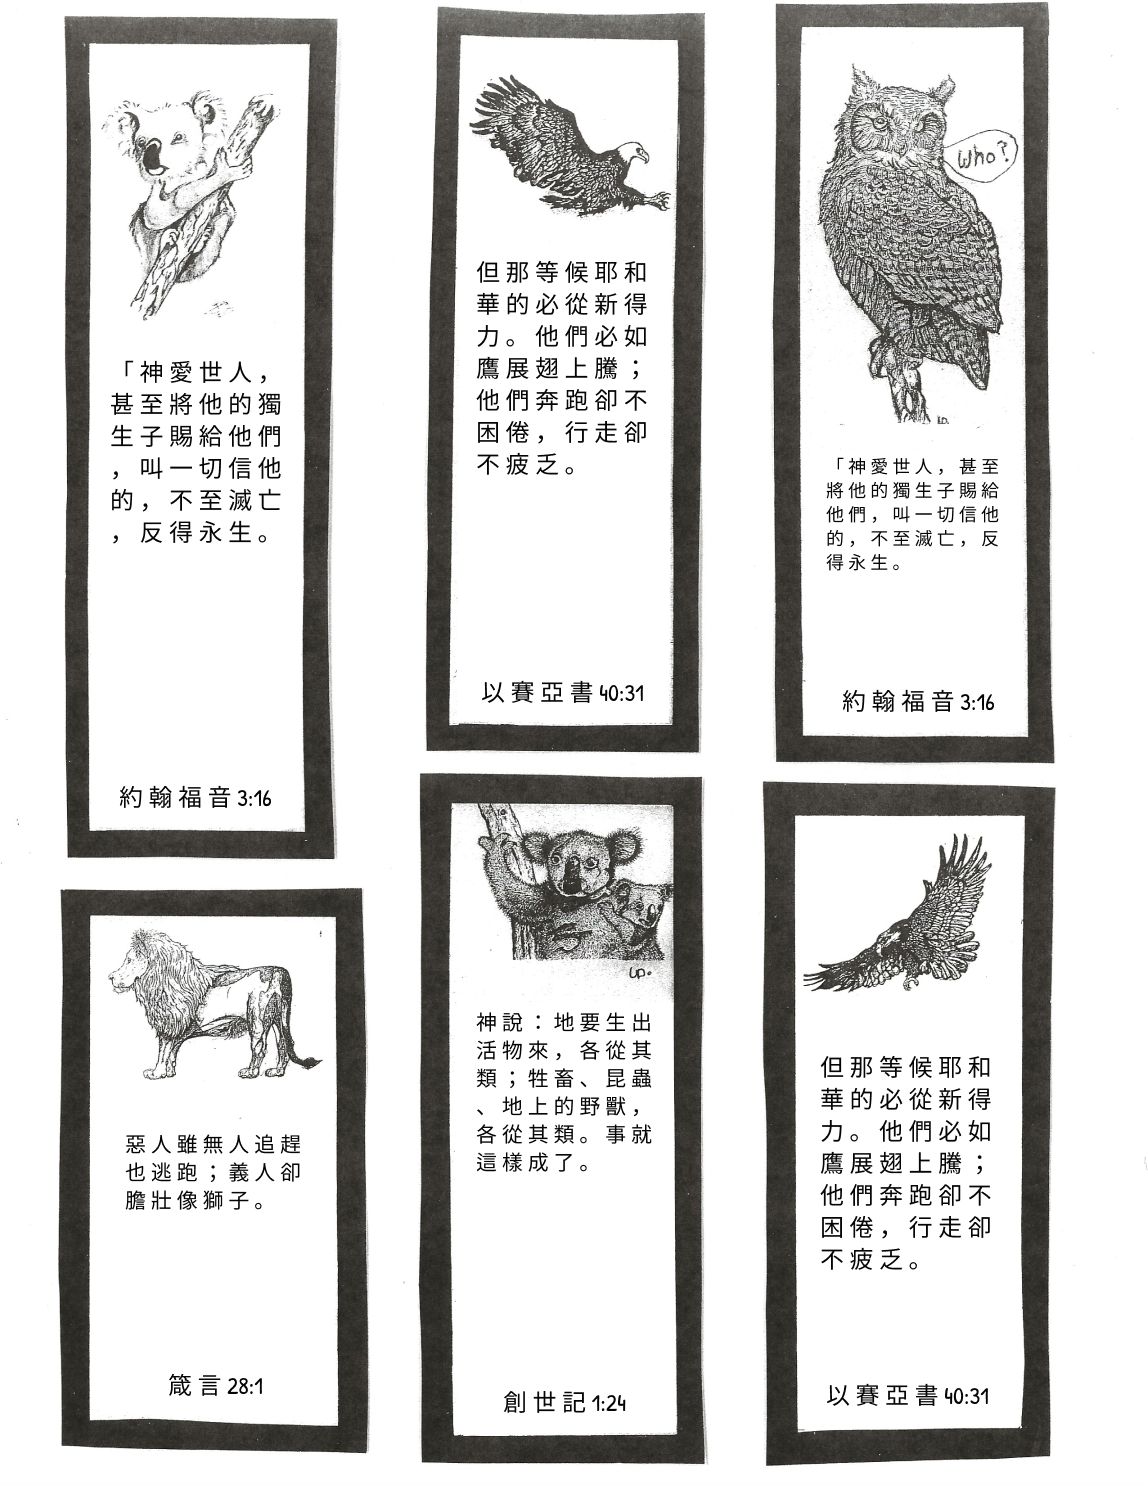 「神愛世人，
甚至將他的獨
生子賜給他們
，叫一切信他
的，不至滅亡
，反得永生。
約翰福音 3:16
但那等候耶和
華的必從新得
力。他們必如
鷹展翅上騰；
他們奔跑卻不
困倦，行走卻
不疲乏。
以賽亞書 40:31
who?
「神愛世人，甚至
將他的獨生子賜給
他們，叫一切信他
的，不至滅亡，反
得永生。
約翰福音 3:16
惡人雖無人追趕
也逃跑；義人卻
膽壯像獅子。
箴言 28:1
神說：地要生出
活物來，各從其
類；牲畜、昆蟲
、地上的野獸，
各從其類。事就
這樣成了。
創世記 1:24
但那等候耶和
華的必從新得
力。他們必如
鷹展翅上騰；
他們奔跑卻不
困倦，行走卻
不疲乏。
以賽亞書 40:31